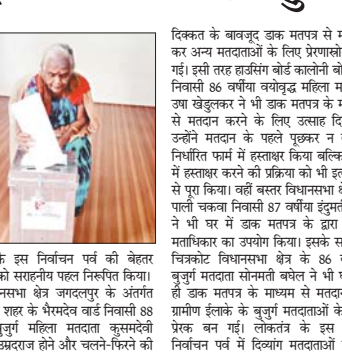 के इस निर्वाचन पर्व की बेहतर
को सराहनीय पहल निरूपित किया।
नसभा क्षेत्र जगदलपुर के अंतर्गत
शहर के भैरमदेव वार्ड निवासी 88
बुजुर्ग महिला मतदाता कुसमदेवी
उम्रदराज होने और चलने-फिरने की
दिक्कत के बावजूद डाक मतपत्र से म
कर अन्य मतदाताओं के लिए प्रेरणास्रो
गई। इसी तरह हाउसिंग बोर्ड कालोनी बो
निवासी 86 वर्षीया वयोवृद्ध महिला म
उषा खेडुलकर ने भी डाक मतपत्र के म
से मतदान करने के लिए उत्साह दि
उन्होंने मतदान के पहले पूछकर न
निर्धारित फार्म में हस्ताक्षर किया बल्कि
में हस्ताक्षर करने की प्रक्रिया को भी इत
से पूरा किया। वहीं बस्तर विधानसभा क्षे
पाली चकवा निवासी 87 वर्षीया इंदुमत
ने भी घर में डाक मतपत्र के द्वारा
मताधिकार का उपयोग किया। इसके स
चित्रकोट विधानसभा क्षेत्र के 86
बुजुर्ग मतदाता सोनमती बघेल ने भी घ
ही डाक मतपत्र के माध्यम से मतदान
ग्रामीण ईलाके के बुजुर्ग मतदाताओं के
प्रेरक बन गई। लोकतंत्र के इस
निर्वाचन पर्व में दिव्यांग मतदाताओं